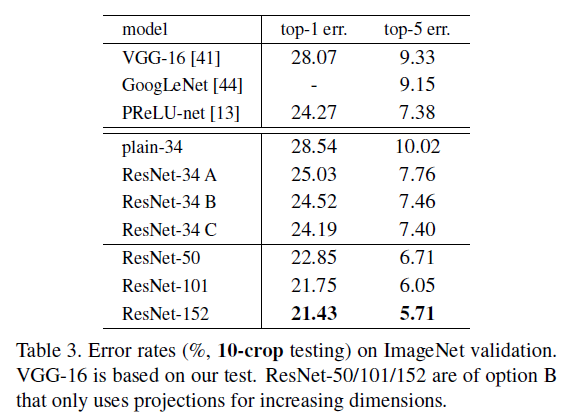 model top-1 err. top-5 err.
VGG-16 [41] 28.07 9.33
GoogLeNet [44] - 9.15
PReLU-net [13] 24.27 7.38
plain-34 28.54 10.02
ResNet-34 A 25.03 7.76
ResNet-34 B 24.52 7.46
ResNet-34 C 24.19 7.40
ResNet-50 22.85 6.71
ResNet-101 21.75 6.05
ResNet-152 21.43 5.71
Table 3. Error rates (%, 10-crop testing) on ImageNet validation.
VGG-16 is based on our test. ResNet-50/101/152 are of option B
that only uses projections for increasing dimensions.